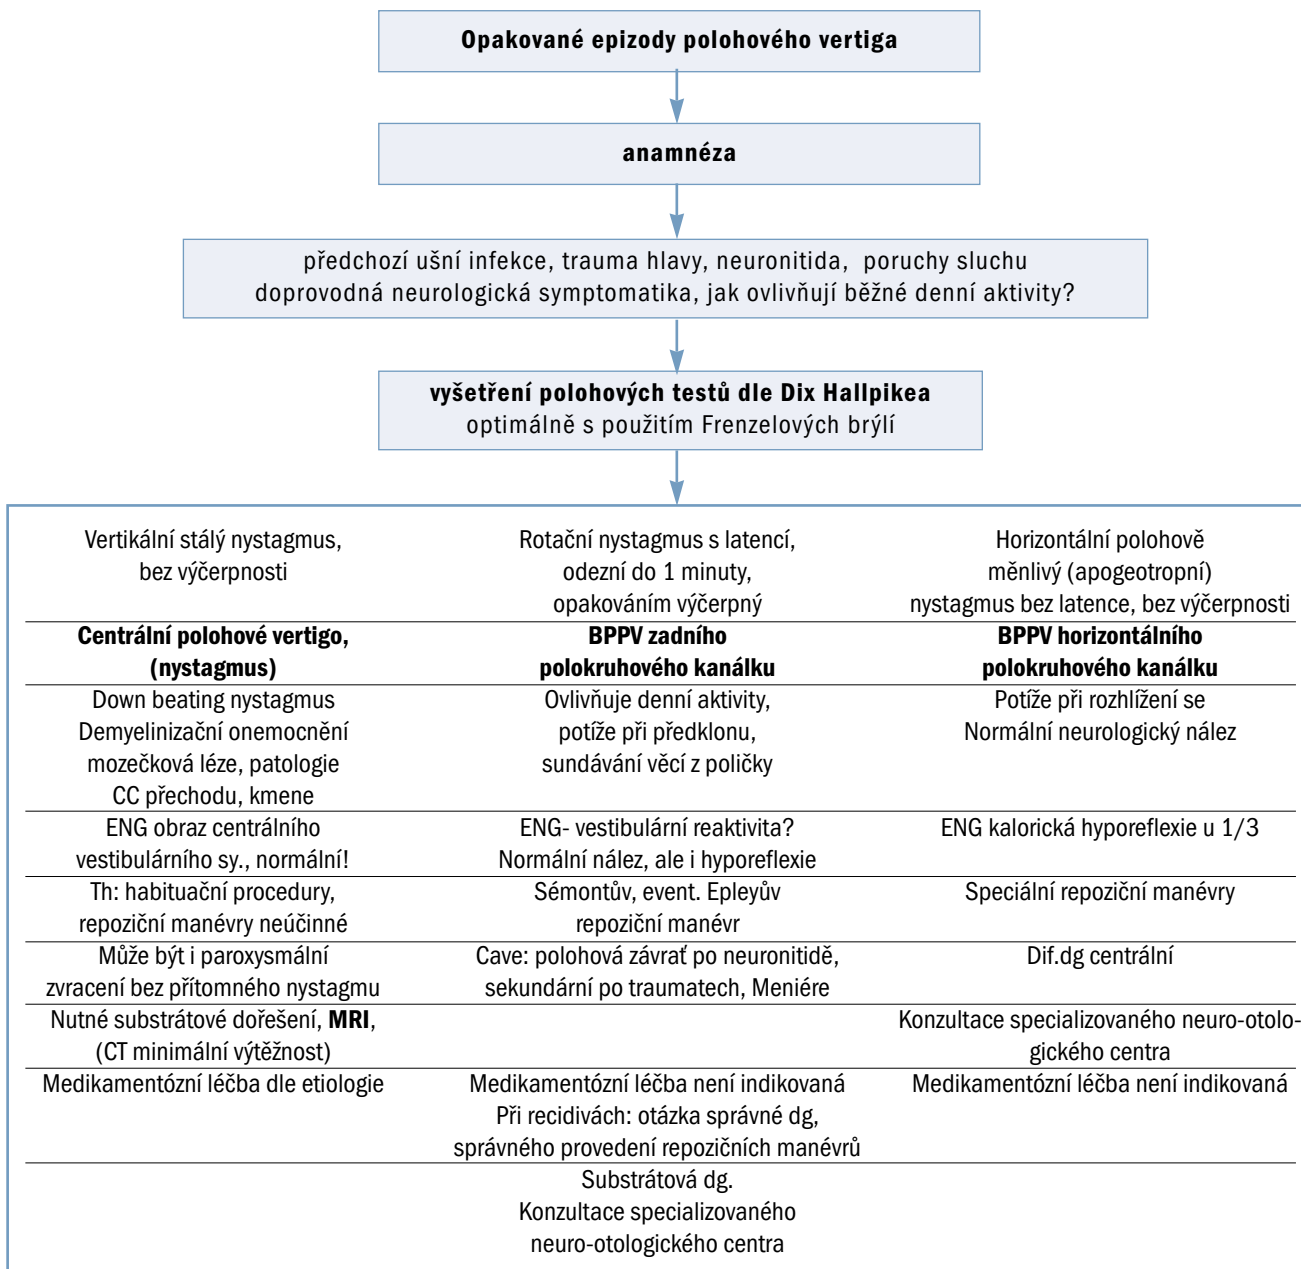 Opakované epizody polohového vertiga
anamnéza
předchozí ušní infekce, trauma hlavy, neuronitida, poruchy sluchu
doprovodná neurologická symptomatika, jak ovlivňují běžné denní aktivity?
vyšetření polohových testů dle Dix Hallpikea
optimálně s použitím Frenzelových brýlí
Vertikální stálý nystagmus,
bez výčerpnosti
Rotační nystagmus s latencí,
odezní do 1 minuty,
opakováním výčerpný
Horizontální polohově
měnlivý (apogeotropní)
nystagmus bez latence, bez výčerpnosti
Centrální polohové vertigo,
(nystagmus)
BPPV zadního
polokruhového kanálku
BPPV horizontálního
polokruhového kanálku
Down beating nystagmus
Demyelinizační onemocnění
mozečková léze, patologie
CC přechodu, kmene
Ovlivňuje denní aktivity,
potíže při předklonu,
sundávání věcí z poličky
Potíže při rozhlížení se
Normální neurologický nález
ENG obraz centrálního
vestibulárního sy., normální!
ENG- vestibulární reaktivita?
Normální nález, ale i hyporeflexie
ENG kalorická hyporeflexie u 1/3
Th: habituační procedury,
repoziční manévry neúčinné
Sémontův, event. Epleyův
repoziční manévr
Speciální repoziční manévry
Může být i paroxysmální
zvracení bez přítomného nystagmu
Cave: polohová závrať po neuronitidě,
sekundární po traumatech, Meniére
Dif.dg centrální
Nutné substrátové dořešení, MRI,
(CT minimální výtěžnost)
Konzultace specializovaného neuro-otolo-
gického centra
Medikamentózní léčba dle etiologie
Medikamentózní léčba není indikovaná
Při recidivách: otázka správné dg,
správného provedení repozičních manévrů
Medikamentózní léčba není indikovaná
Substrátová dg.
Konzultace specializovaného
neuro-otologického centra